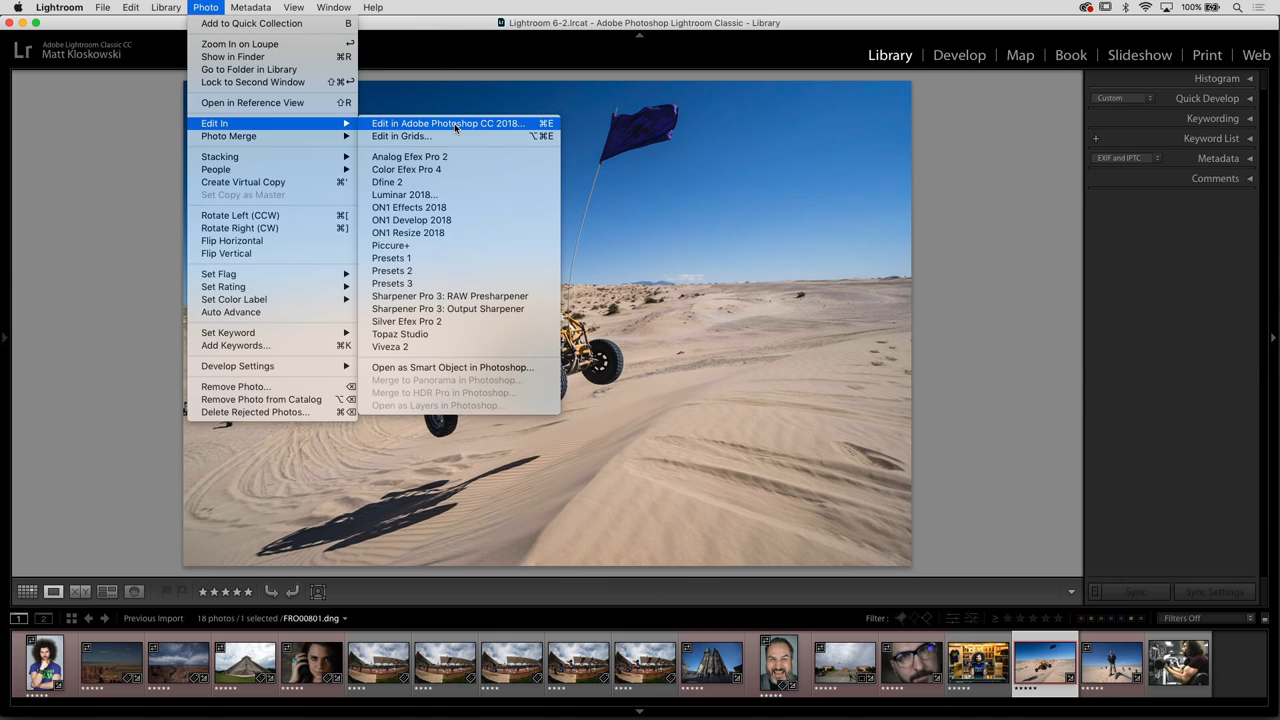 Lightroom File Edit Library Photo Metadata View Window Help 100%
Lightroom 6-2.lrcat - Adobe Photoshop Lightroom Classic - Library
Lr Adobe Lightroom Classic CC
Matt Kloskowski
Library Develop Map Book Slideshow Print Web
Add to Quick Collection B
Zoom In on Loupe ↩
Show in Finder ⌘R
Go to Folder in Library
Lock to Second Window ⇧⌘↩
Open in Reference View ⇧R
Edit In
Photo Merge
Stacking
People
Create Virtual Copy ⌘'
Set Copy as Master
Rotate Left (CCW) ⌘[
Rotate Right (CW) ⌘]
Flip Horizontal
Flip Vertical
Set Flag
Set Rating
Set Color Label
Auto Advance
Set Keyword
Add Keywords... ⌘K
Develop Settings
Remove Photo... ⌫
Remove Photo from Catalog ⌥⌫
Delete Rejected Photos... ⌘⌫
Edit in Adobe Photoshop CC 2018... ⌘E
Edit in Grids... ⌥⌘E
Analog Efex Pro 2
Color Efex Pro 4
Dfine 2
Luminar 2018...
ON1 Effects 2018
ON1 Develop 2018
ON1 Resize 2018
Piccure+
Presets 1
Presets 2
Presets 3
Sharpener Pro 3: RAW Presharpener
Sharpener Pro 3: Output Sharpener
Silver Efex Pro 2
Topaz Studio
Viveza 2
Open as Smart Object in Photoshop...
Merge to Panorama in Photoshop...
Merge to HDR Pro in Photoshop...
Open as Layers in Photoshop...
Histogram
Custom Quick Develop
Keywording
Keyword List
EXIF and IPTC Metadata
Comments
XY
Sync Sync Settings
1 2 Previous Import 18 photos / 1 selected / FRO00801.dng Filter: Filters Off